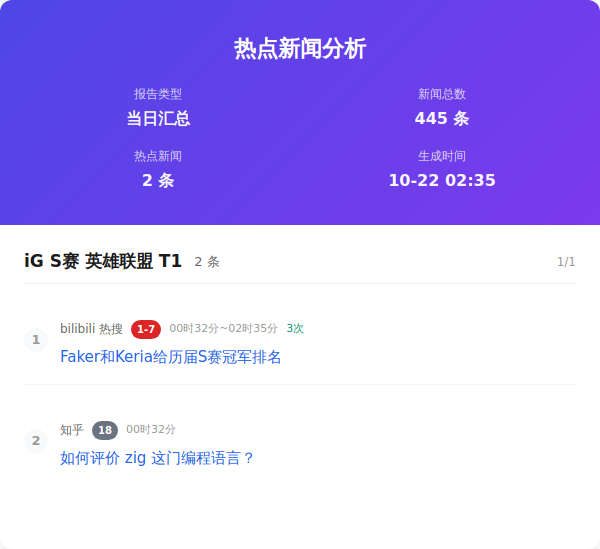 热点新闻分析
报告类型
新闻总数
当日汇总
445 条
热点新闻
生成时间
2 条
10-22 02:35
iG S赛 英雄联盟 T1 2 条 1/1
1 bilibili 热搜 1-7 00时32分~02时35分 3次
Faker和Keria给历届S赛冠军排名
2 知乎 18 00时32分
如何评价 zig 这门编程语言？